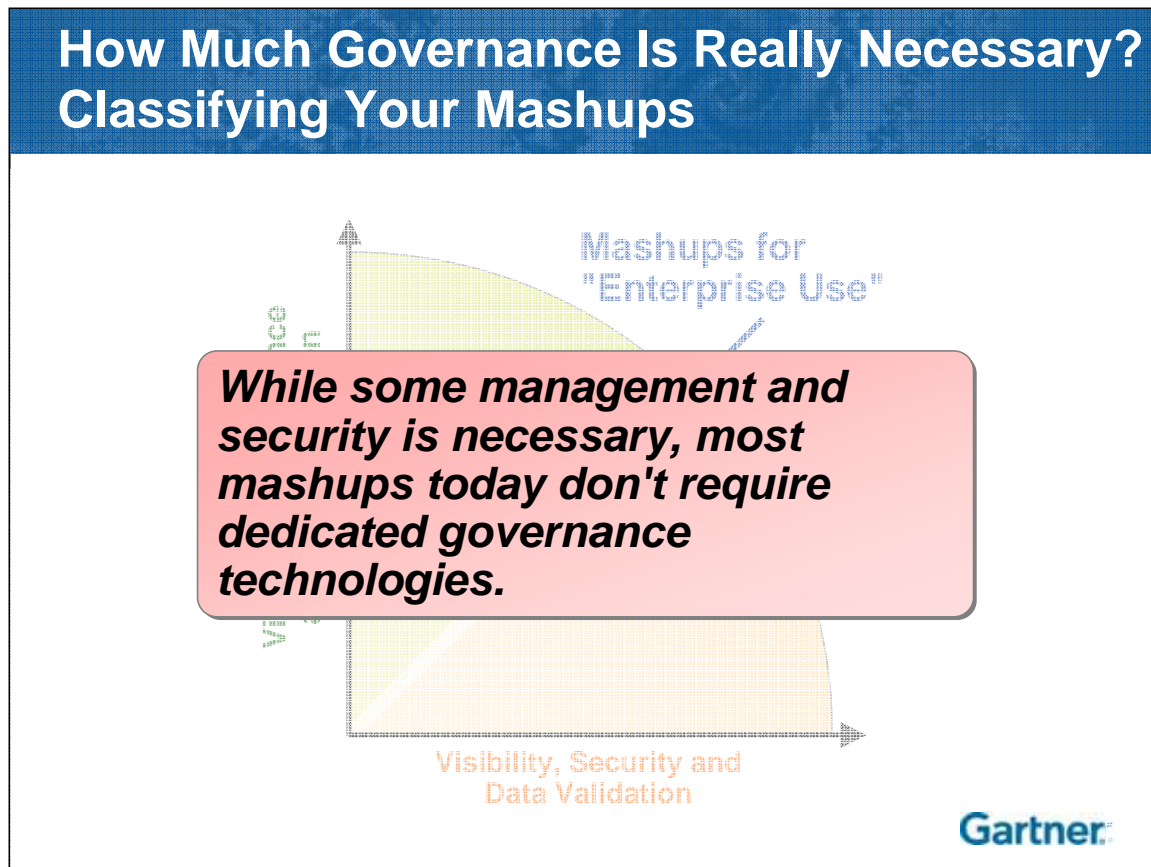 How Much Governance Is Really Necessary?
Classifying Your Mashups
Mashups for
"Enterprise Use"
While some management and
security is necessary, most
mashups today don't require
dedicated governance
technologies.
Visibility, Security and
Data Validation
Gartner